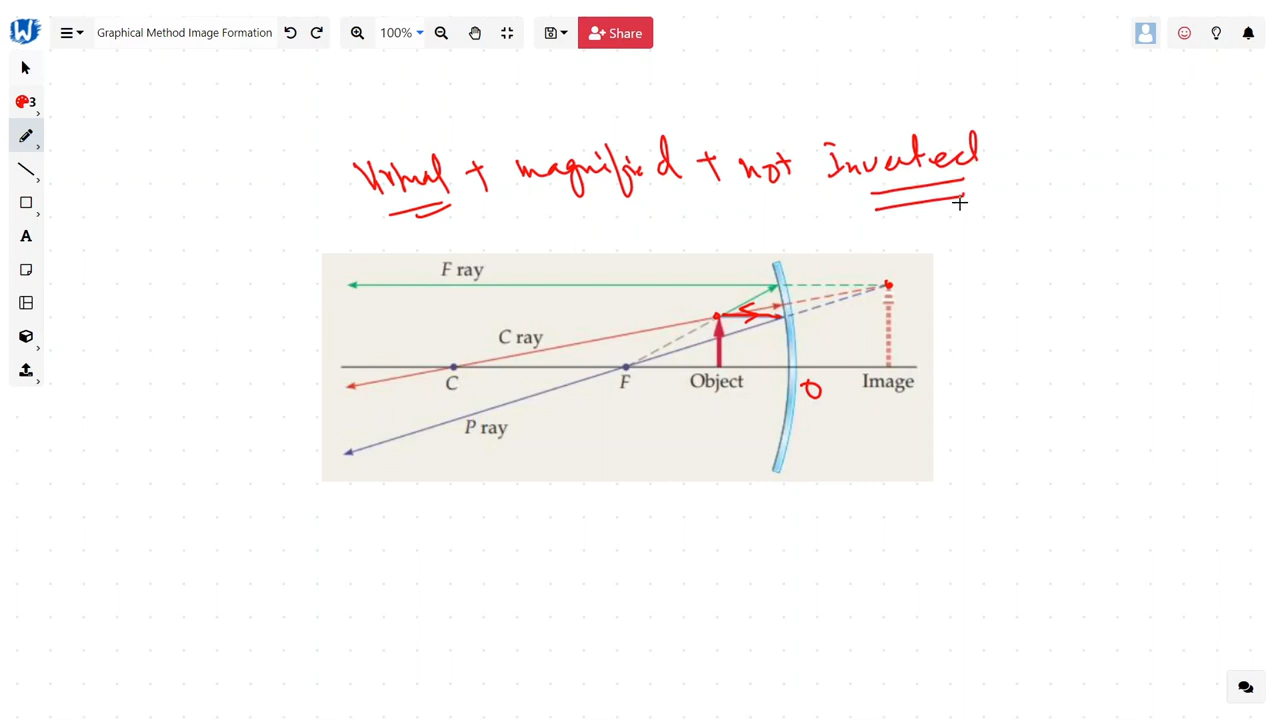 Graphical Method Image Formation
100%
Share
3
A
Virtual + magnified + not Inverted
F ray
C ray
C
F
Object
O
Image
P ray